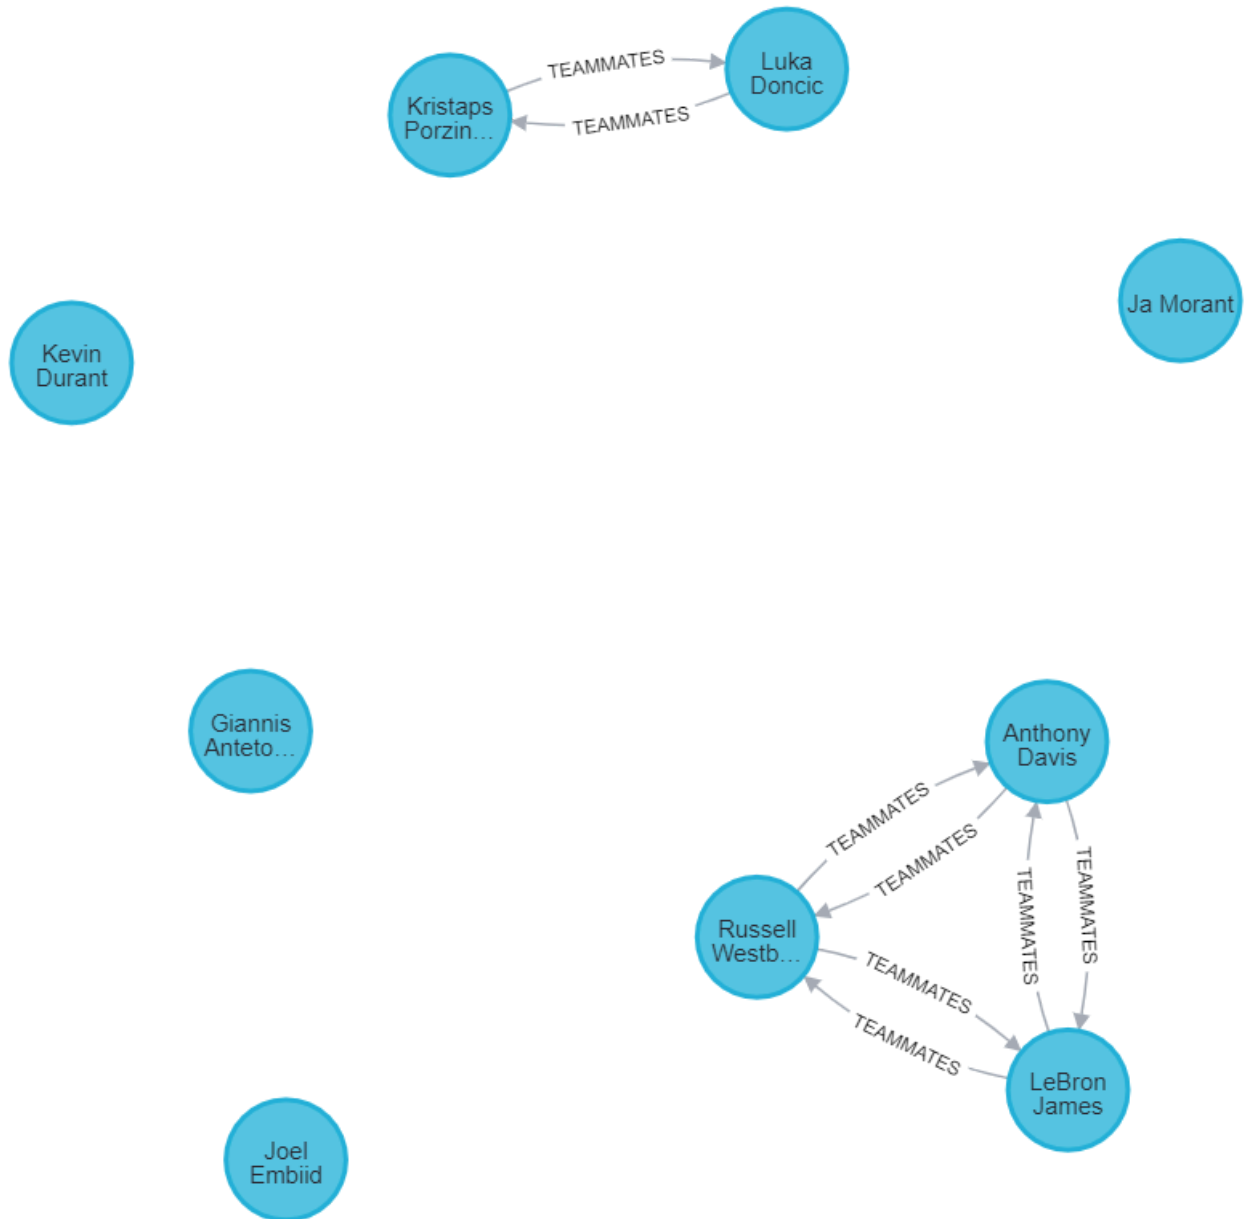 TEAMMATES
Luka
Doncic
Kristaps
Porzin...
TEAMMATES
Ja Morant
Kevin
Durant
Giannis
Anteto...
Anthony
Davis
TEAMMATES
TEAMMATES
TEAMMATES
TEAMMATES
Russell
Westb...
TEAMMATES
TEAMMATES
LeBron
James
Joel
Embiid